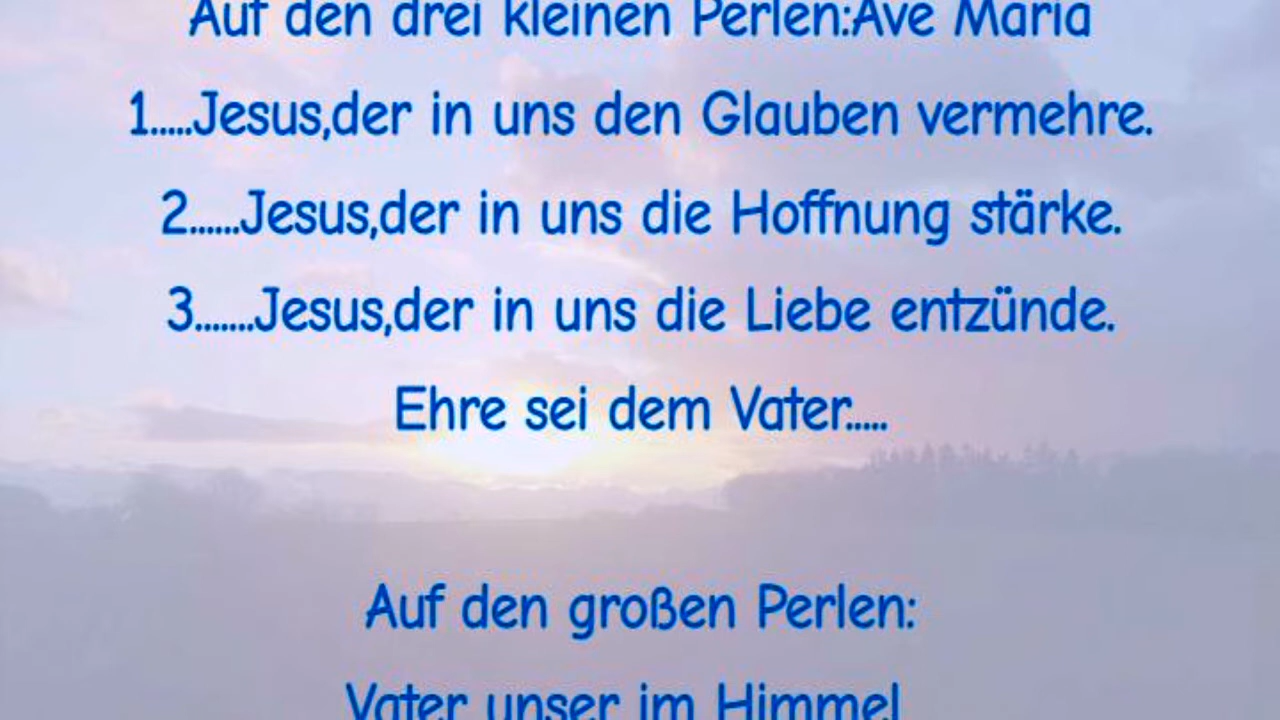 Auf den drei kleinen Perlen:Ave Maria
1.....Jesus,der in uns den Glauben vermehre.
2......Jesus,der in uns die Hoffnung stärke.
3.......Jesus,der in uns die Liebe entzünde.
Ehre sei dem Vater.....
Auf den großen Perlen:
Vater unser im Himmel